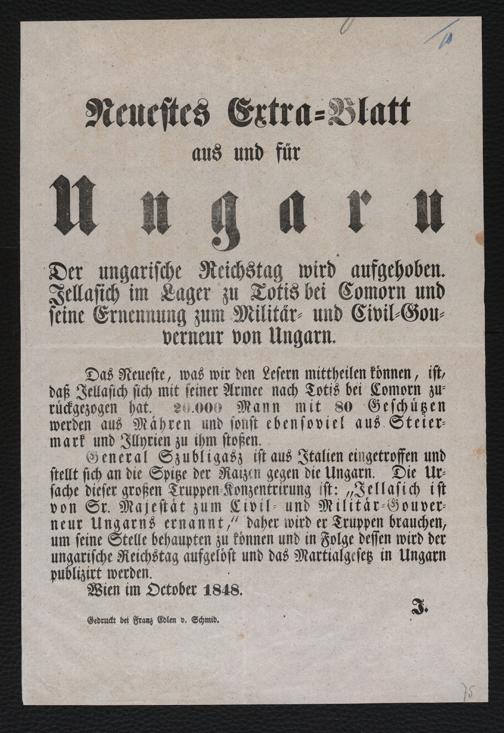 10
Neuestes Extra-Blatt
aus und für
Ungarn
Der ungarische Reichstag wird aufgehoben.
Jellasich im Lager zu Totis bei Comorn und
seine Ernennung zum Militär- und Civil-Gou-
verneur von Ungarn.
Das Neueste, was wir den Lesern mittheilen können, ist,
daß Jellasich sich mit seiner Armee nach Totis bei Comorn zu-
rückgezogen hat. 20.000 Mann mit 80 Geschützen
werden aus Mähren und sonst ebensoviel aus Steier-
mark und Illyrien zu ihm stoßen.
General Szubligasz ist aus Italien eingetroffen und
stellt sich an die Spitze der Raizen gegen die Ungarn. Die Ur-
sache dieser großen Truppen-Konzentrirung ist: „Jellasich ist
von Sr. Majestät zum Civil- und Militär-Gouver-
neur Ungarns ernannt,“ daher wird er Truppen brauchen,
um seine Stelle behaupten zu können und in Folge dessen wird der
ungarische Reichstag aufgelöst und das Martialgesetz in Ungarn
publizirt werden.
Wien im October 1848.
J.
Gedruckt bei Franz Edlen v. Schmid.
75